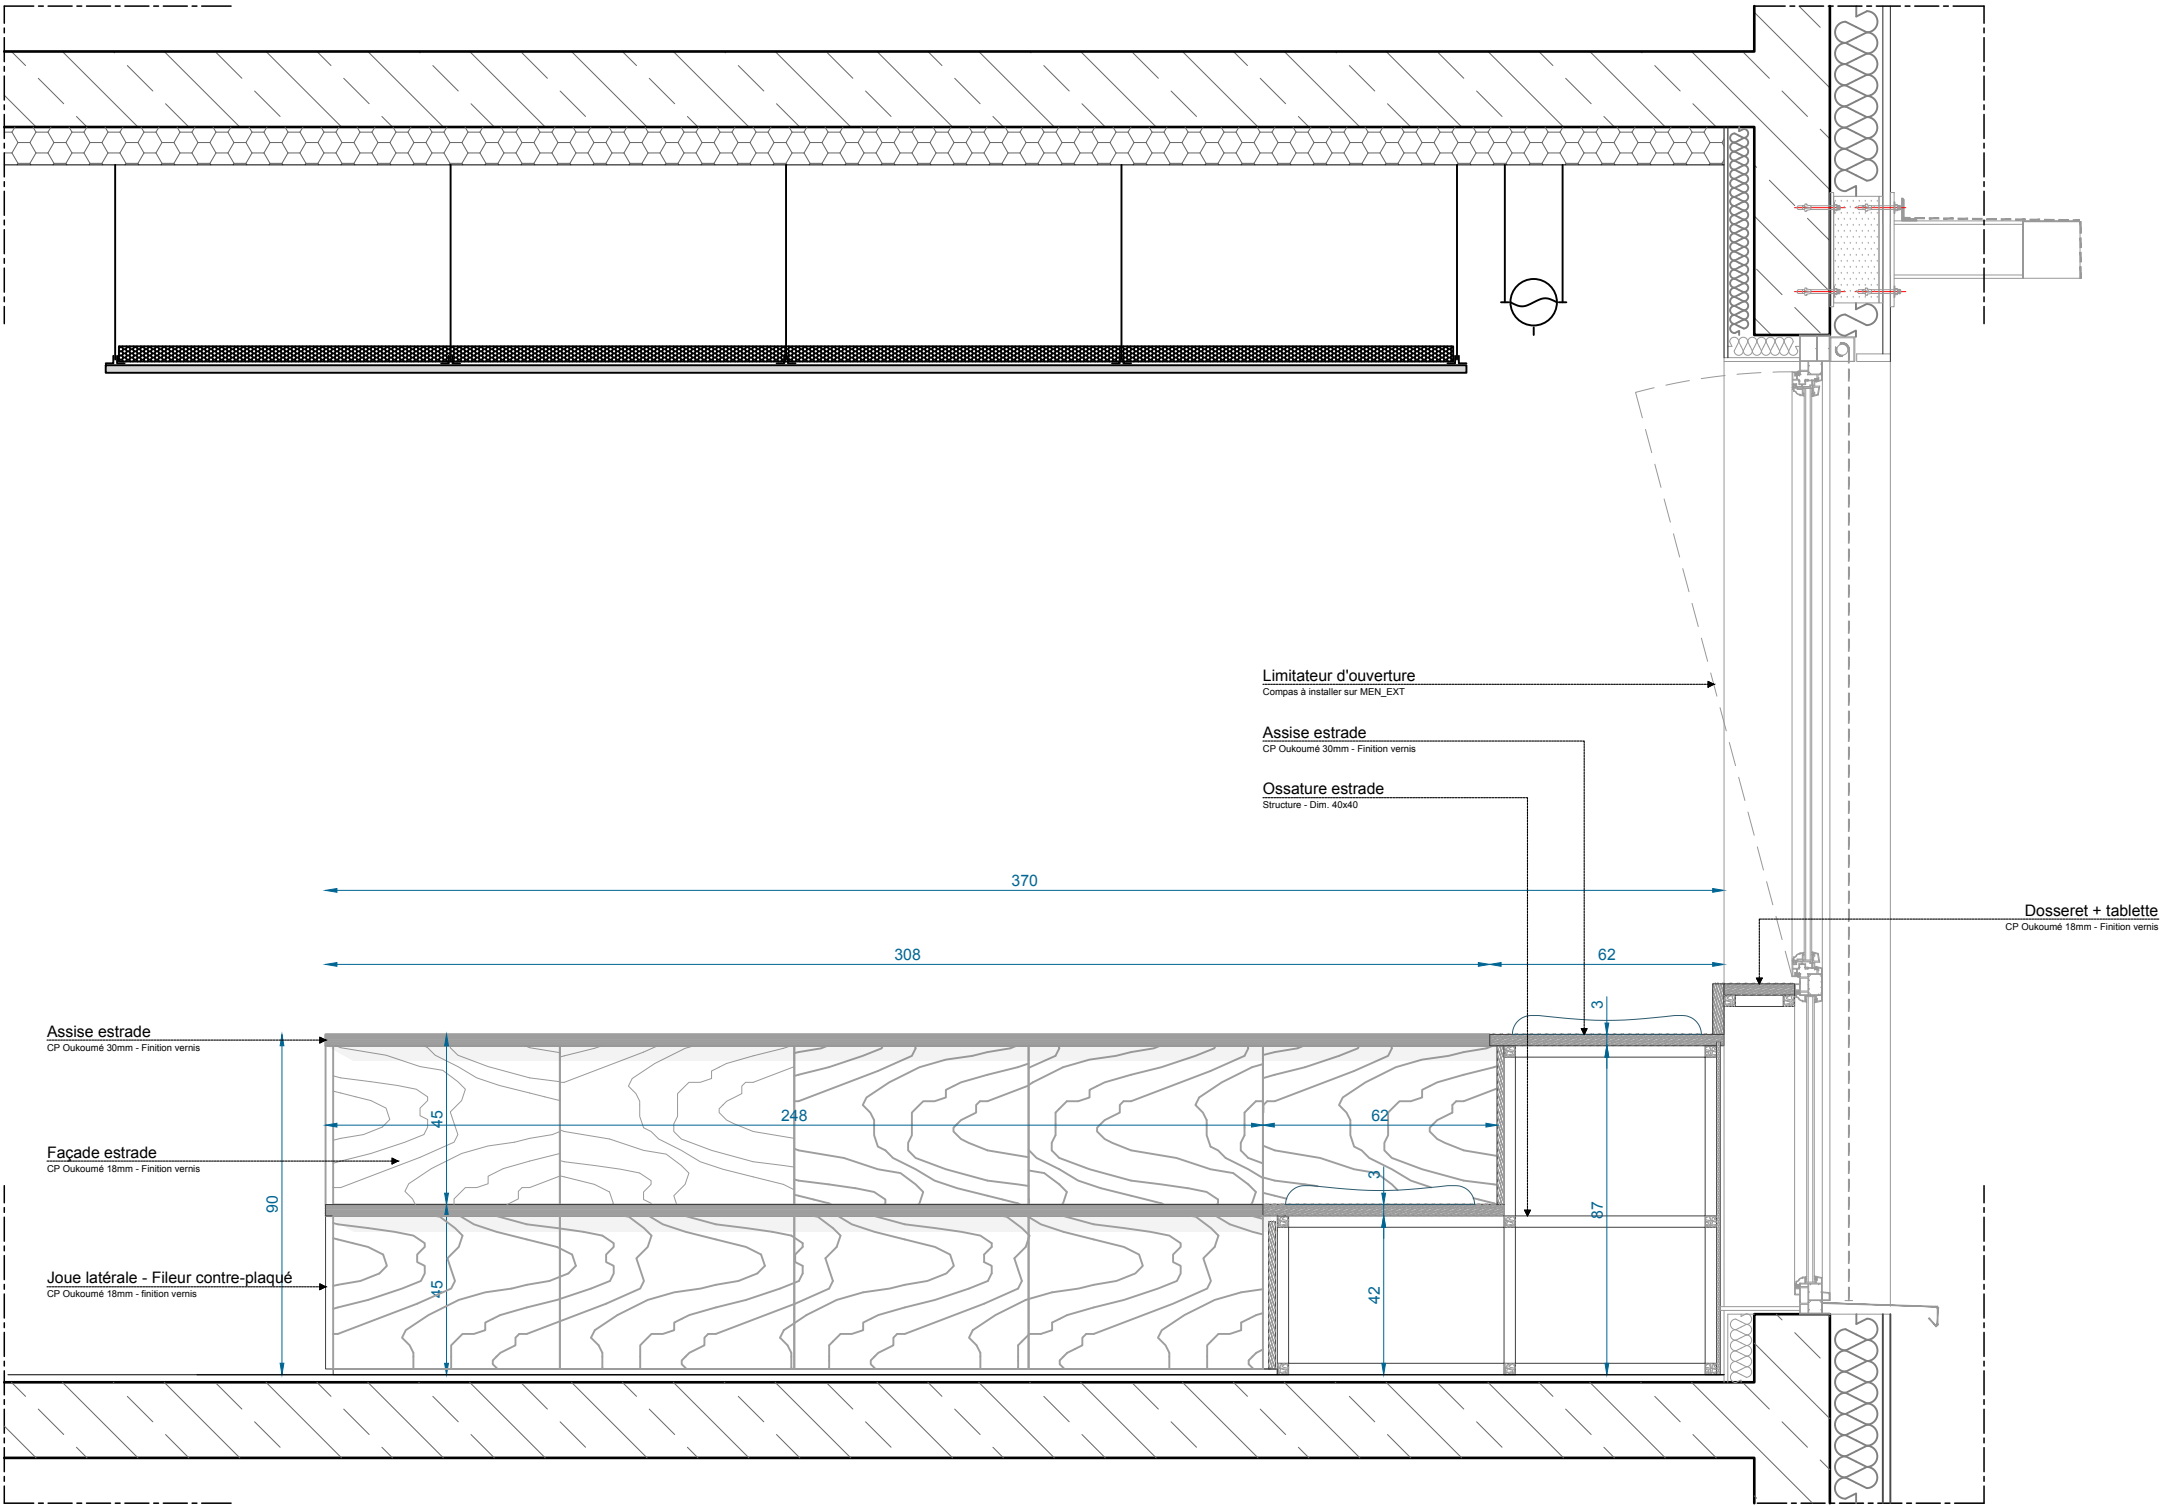 Limitateur d'ouverture
Compas à installer sur MEN_EXT
Assise estrade
CP Oukoumé 30mm - Finition vernis
Ossature estrade
Structure - Dim. 40x40
370
Dosseret + tablette
CP Oukoumé 18mm - Finition vernis
308
62
3
Assise estrade
CP Oukoumé 30mm - Finition vernis
45
248
62
Façade estrade
CP Oukoumé 18mm - Finition vernis
3
90
87
Joue latérale - Fileur contre-plaqué
CP Oukoumé 18mm - finition vernis
45
42